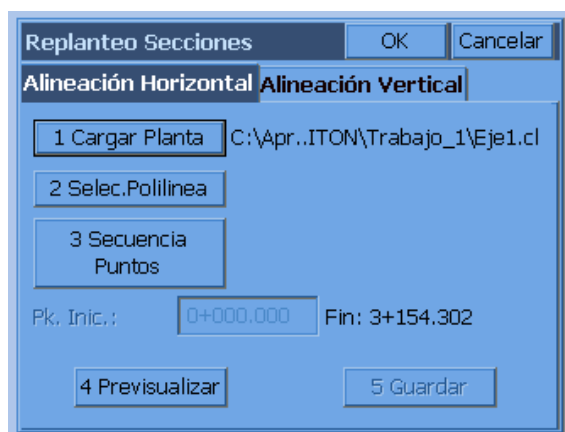 Replanteo Secciones OK Cancelar
Alineación Horizontal Alineación Vertical
1 Cargar Planta C:\Apr..ITON\Trabajo_1\Eje1.cl
2 Selec.Polilinea
3 Secuencia
Puntos
Pk. Inic.: 0+000.000 Fin: 3+154.302
4 Previsualizar 5 Guardar